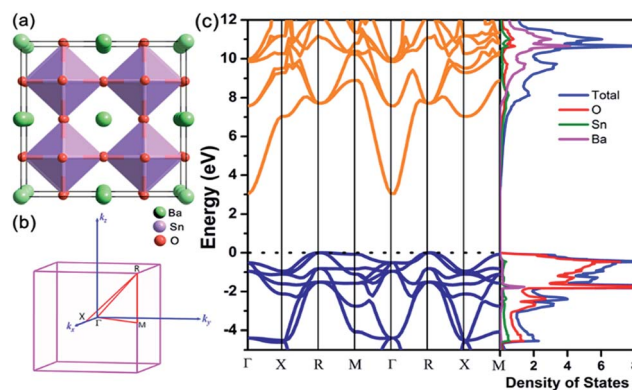 (a)
Ba
Sn
O
(b)
k_z
R
X
k_x
Γ
M
k_y
(c)
Energy (eV)
12
10
8
6
4
2
0
-2
-4
Γ X R M Γ R X M
Total
O
Sn
Ba
2 4 6 8
Density of States